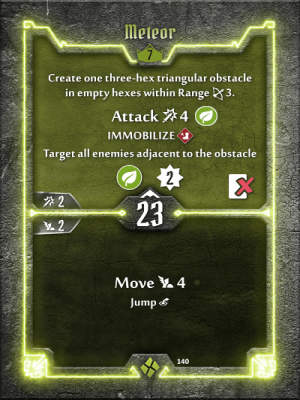 Meteor
7
Create one three-hex triangular obstacle
in empty hexes within Range 3.
Attack 4
IMMOBILIZE
Target all enemies adjacent to the obstacle
2
2
23
2
Move 4
Jump
140